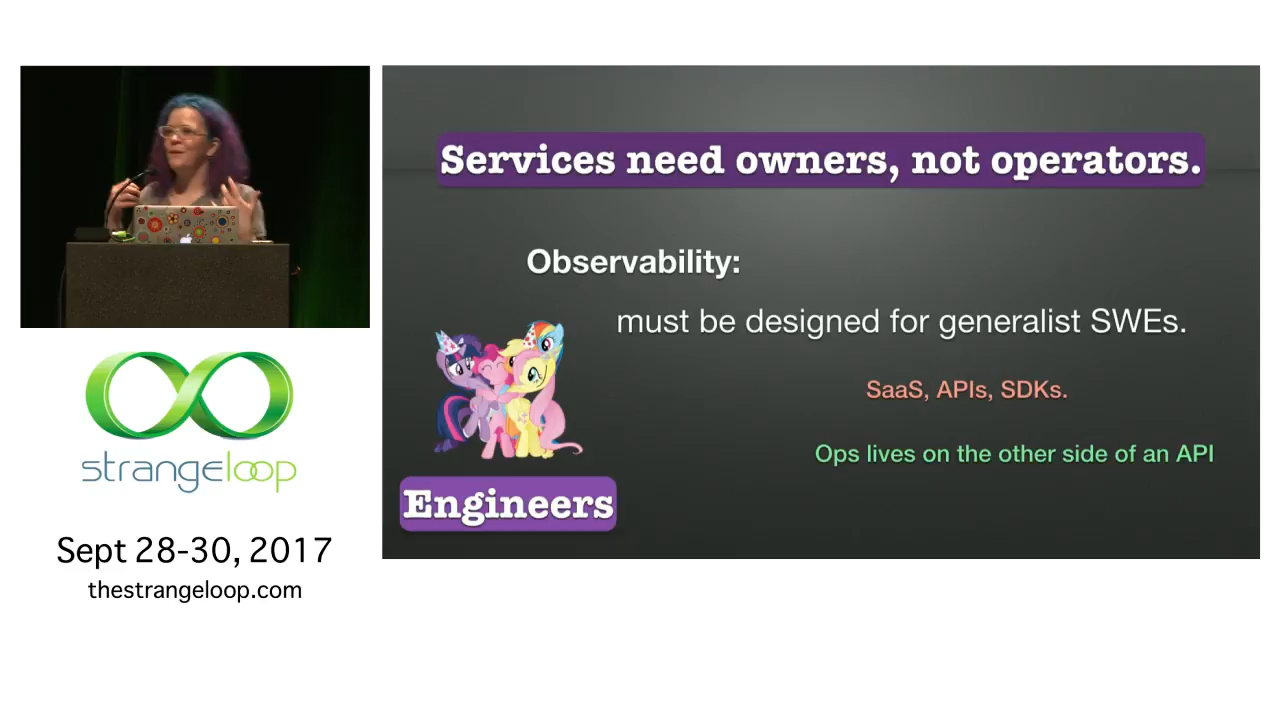 Services need owners, not operators.
Observability:
must be designed for generalist SWEs.
SaaS, APIs, SDKs.
Ops lives on the other side of an API
Engineers
strangeloop
Sept 28-30, 2017
thestrangeloop.com